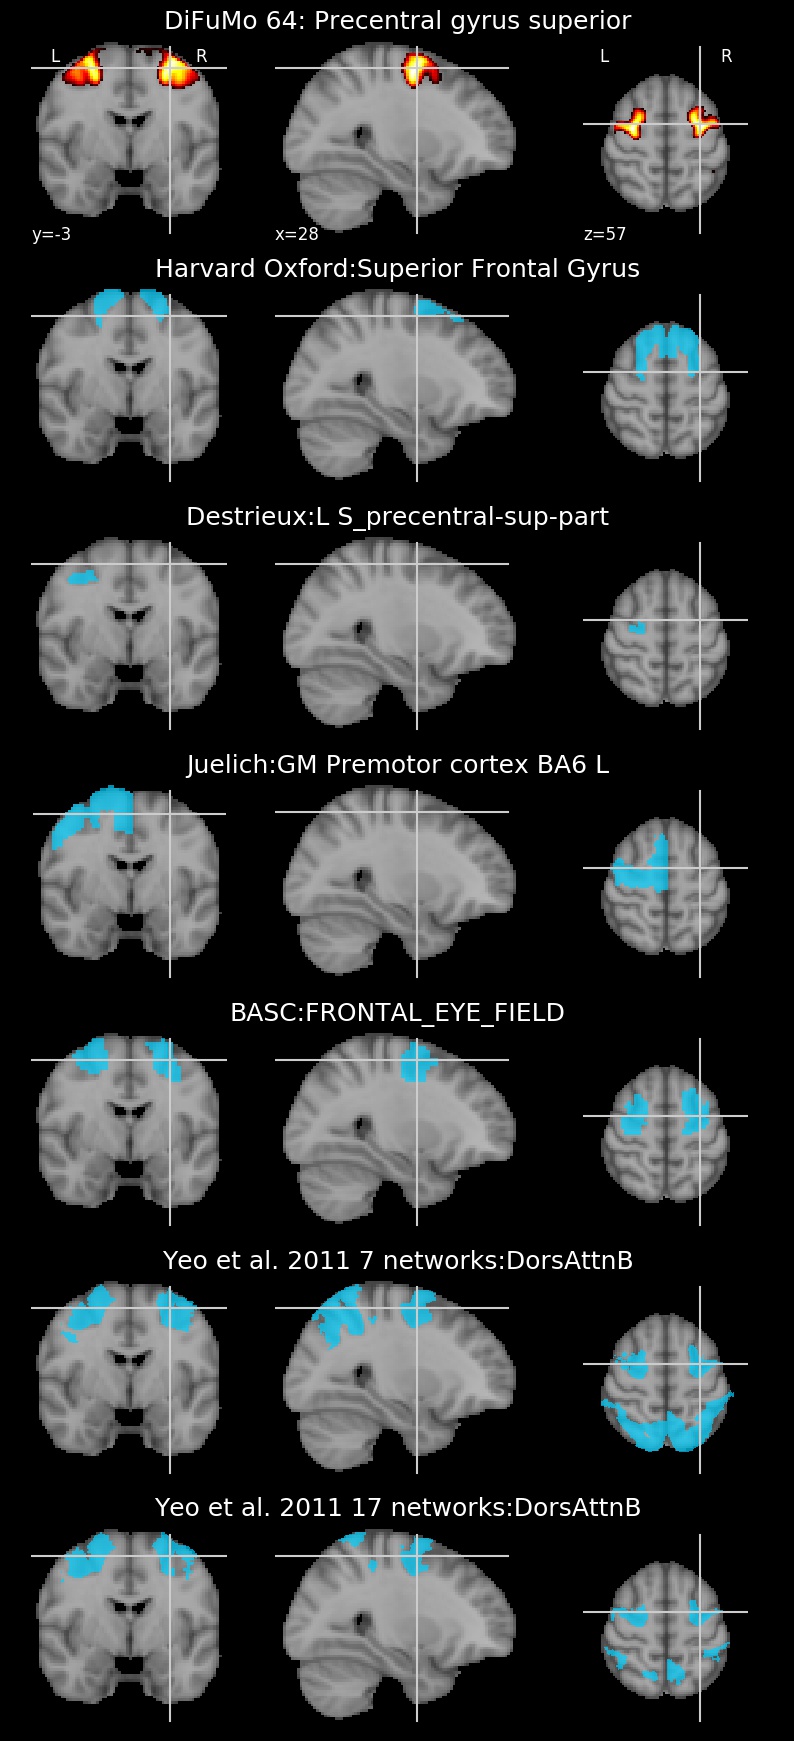 DiFuMo 64: Precentral gyrus superior
L R L R
y=-3 x=28 z=57
Harvard Oxford:Superior Frontal Gyrus
Destrieux:L S_precentral-sup-part
Juelich:GM Premotor cortex BA6 L
BASC:FRONTAL_EYE_FIELD
Yeo et al. 2011 7 networks:DorsAttnB
Yeo et al. 2011 17 networks:DorsAttnB